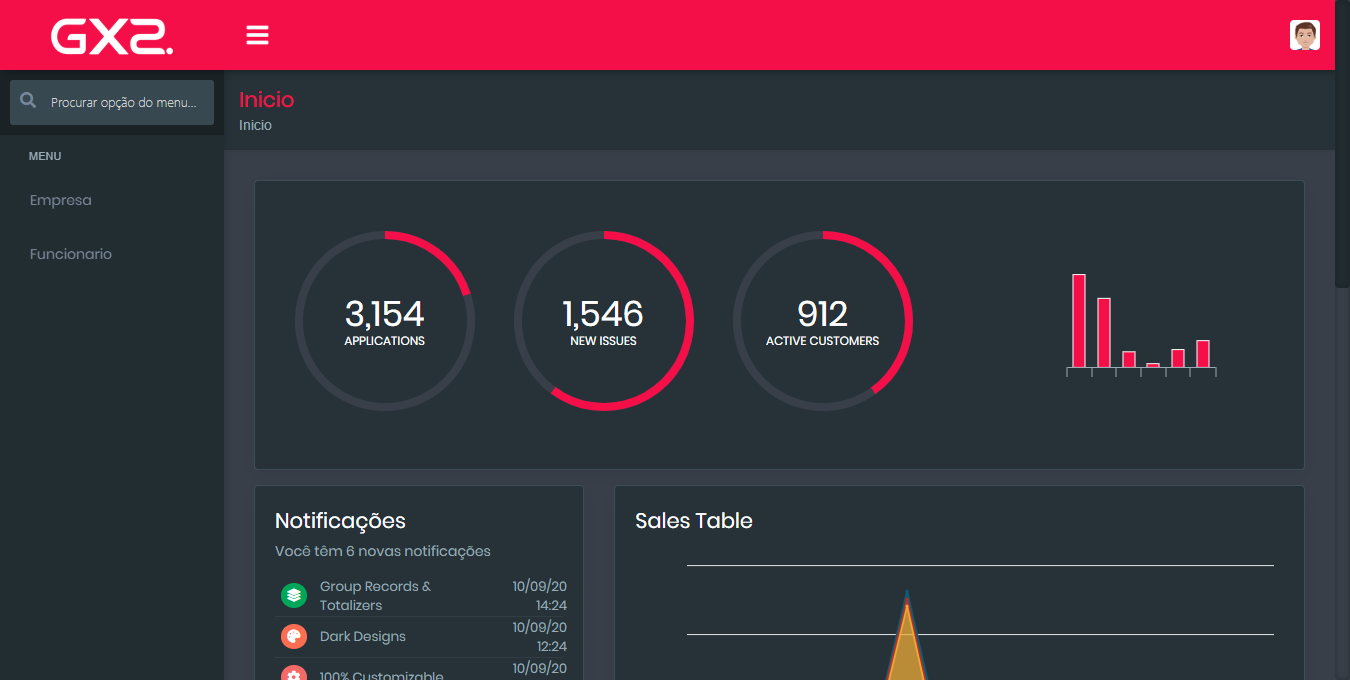 GX2.
Procurar opção do menu...
Inicio
Inicio
MENU
Empresa
Funcionario
3,154
APPLICATIONS
1,546
NEW ISSUES
912
ACTIVE CUSTOMERS
Notificações
Você têm 6 novas notificações
Group Records &
Totalizers
10/09/20
14:24
Dark Designs
10/09/20
12:24
100% Customizable
10/09/20
Sales Table